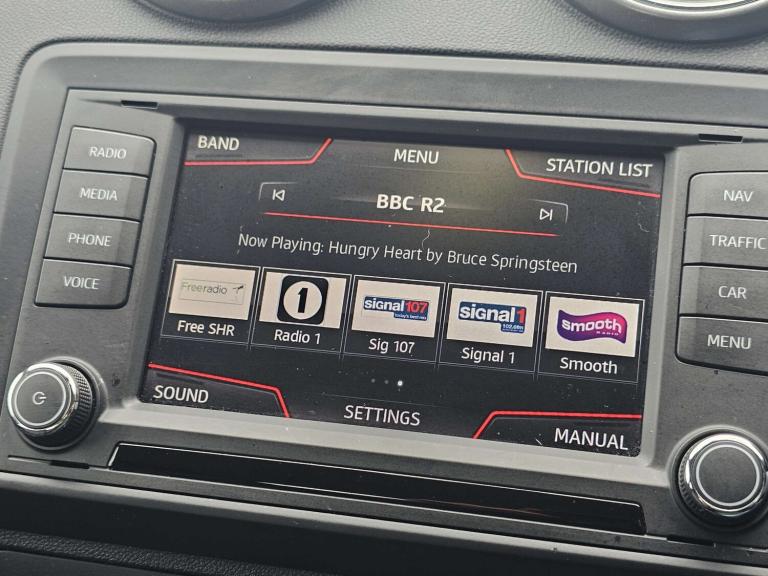 RADIO
MEDIA
PHONE
VOICE
BAND
MENU
STATION LIST
BBC R2
Now Playing: Hungry Heart by Bruce Springsteen
Freeradio
1
signal107
signal1
smooth
Free SHR
Radio 1
Sig 107
Signal 1
Smooth
SOUND
SETTINGS
MANUAL
NAV
TRAFFIC
CAR
MENU